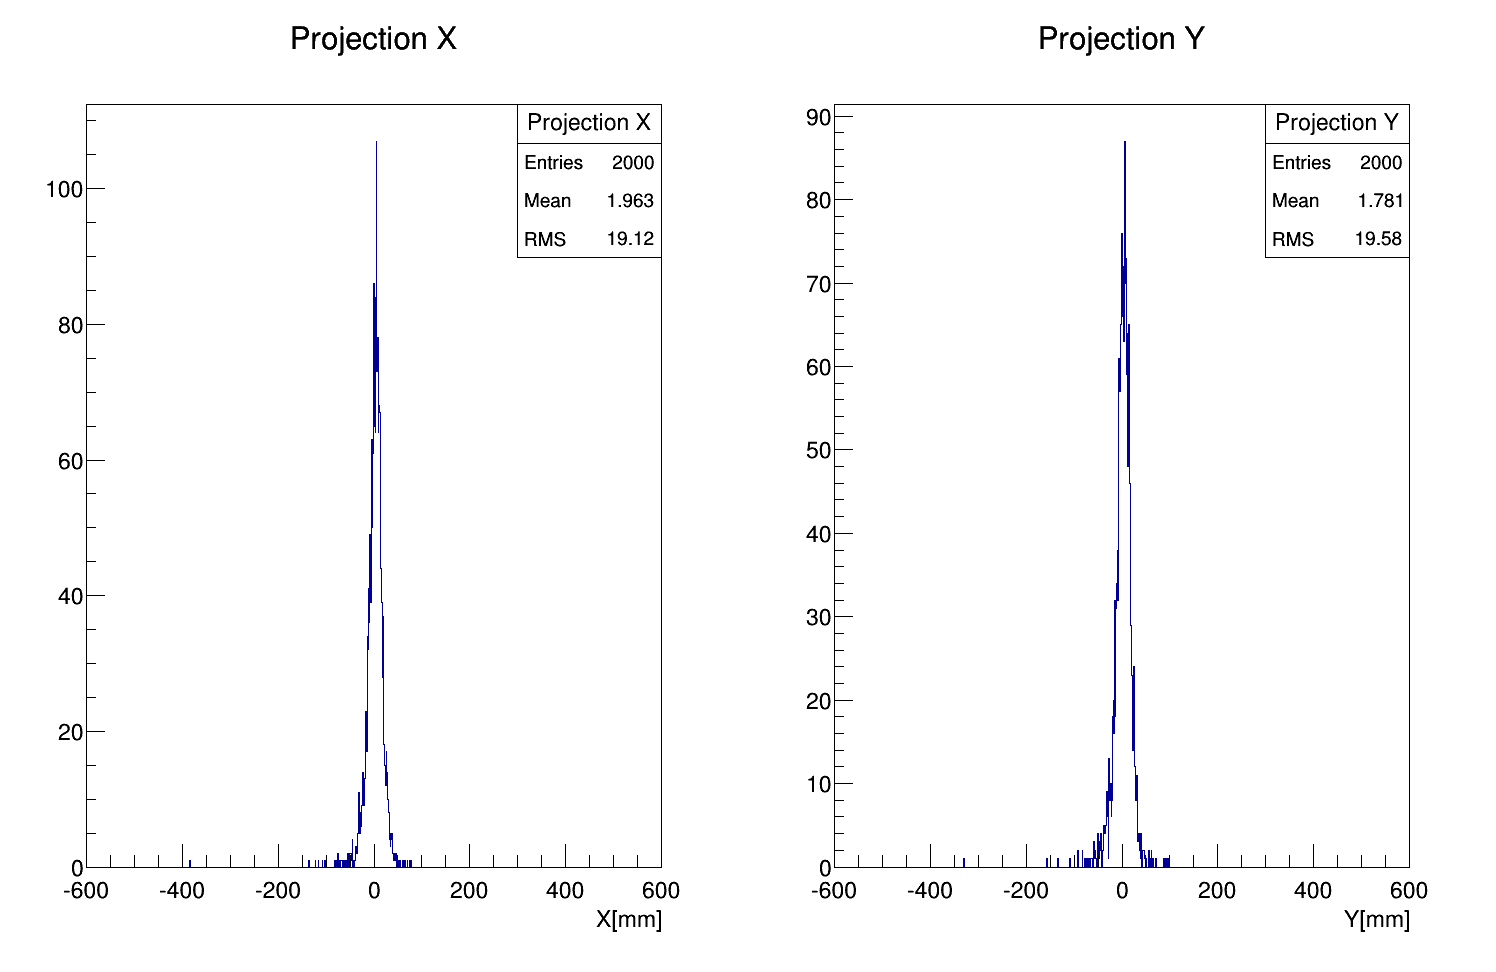 Projection X
Projection X
Entries 2000
Mean 1.963
RMS 19.12
100
80
60
40
20
0
-600 -400 -200 0 200 400 600
X[mm]
Projection Y
Projection Y
Entries 2000
Mean 1.781
RMS 19.58
90
80
70
60
50
40
30
20
10
0
-600 -400 -200 0 200 400 600
Y[mm]